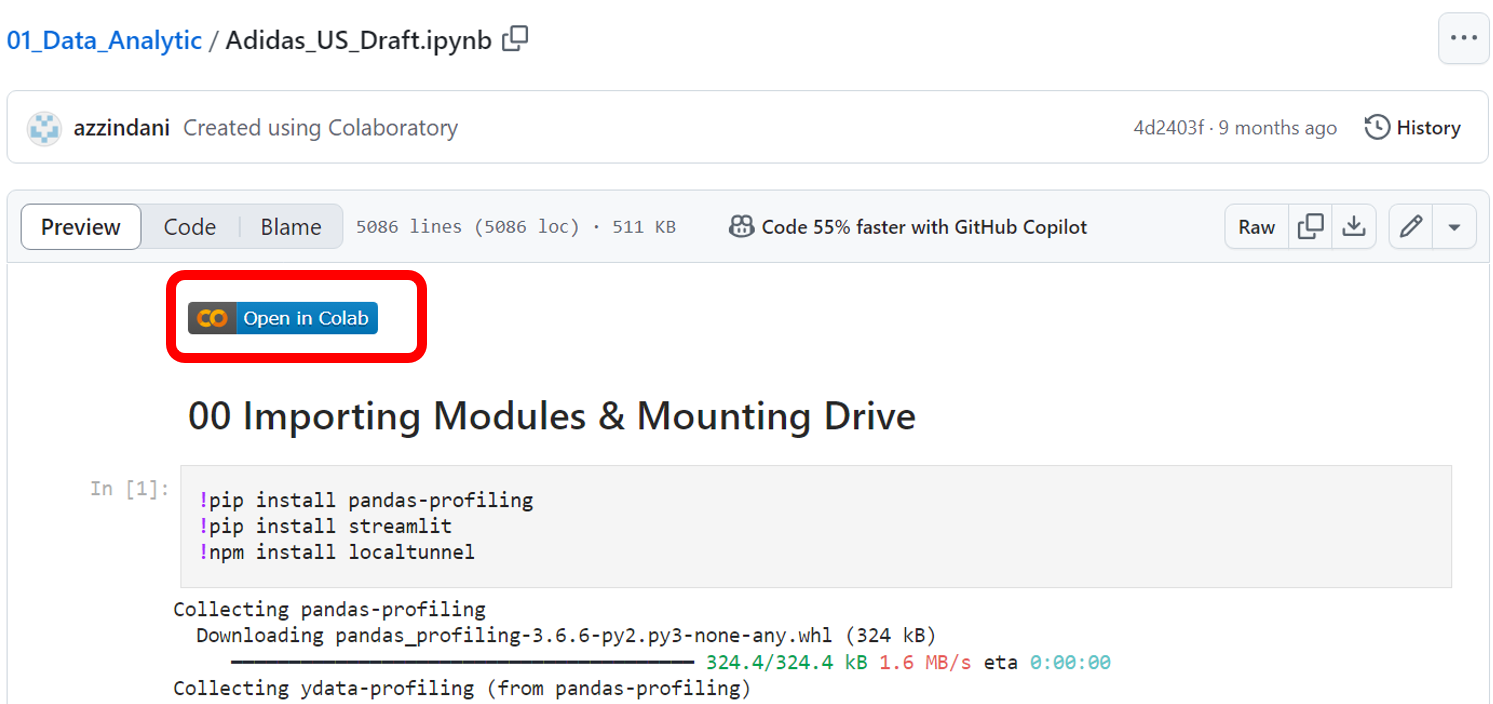 01_Data_Analytic / Adidas_US_Draft.ipynb
azzindani Created using Colaboratory 4d2403f · 9 months ago History
Preview Code Blame 5086 lines (5086 loc) · 511 KB Code 55% faster with GitHub Copilot Raw
Open in Colab
00 Importing Modules & Mounting Drive
In [1]:
!pip install pandas-profiling
!pip install streamlit
!npm install localtunnel
Collecting pandas-profiling
Downloading pandas_profiling-3.6.6-py2.py3-none-any.whl (324 kB)
324.4/324.4 kB 1.6 MB/s eta 0:00:00
Collecting ydata-profiling (from pandas-profiling)